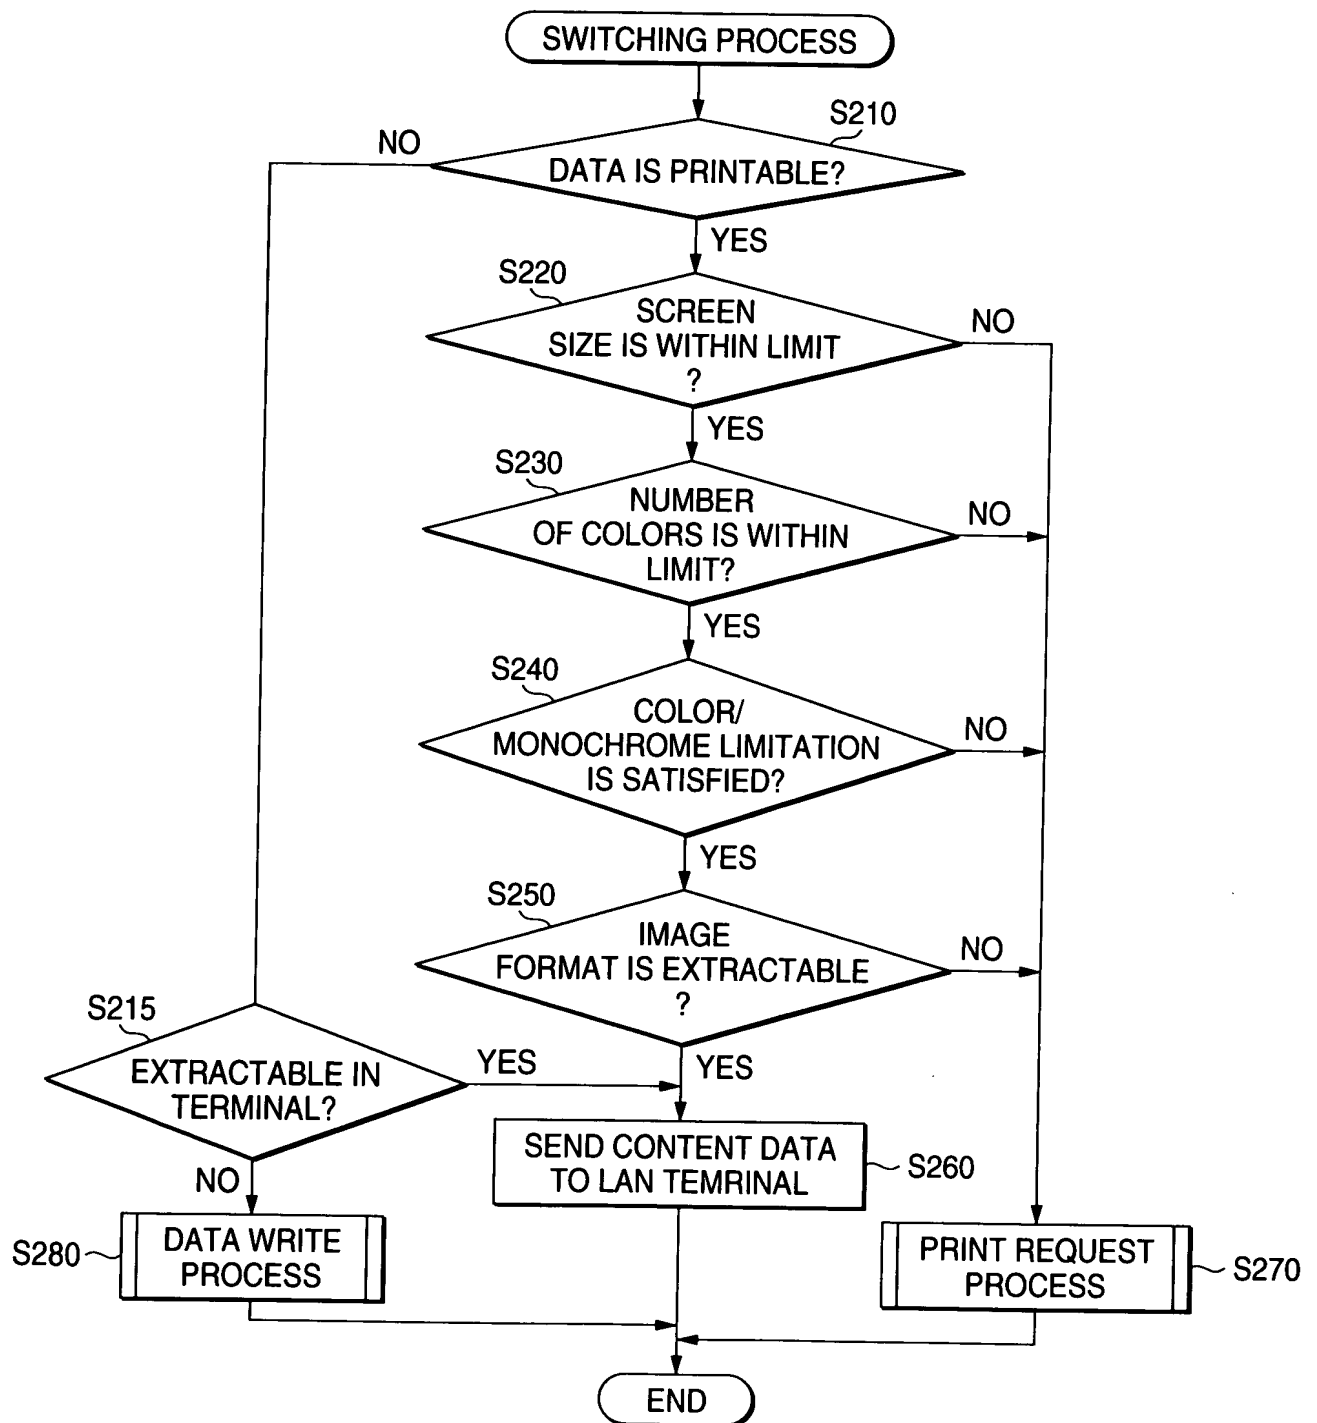 SWITCHING PROCESS
S210
NO
DATA IS PRINTABLE?
YES
S220
SCREEN
SIZE IS WITHIN LIMIT
?
NO
YES
S230
NUMBER
OF COLORS IS WITHIN
LIMIT?
NO
YES
S240
COLOR/
MONOCHROME LIMITATION
IS SATISFIED?
NO
YES
S250
IMAGE
FORMAT IS EXTRACTABLE
?
NO
YES
S215
EXTRACTABLE IN
TERMINAL?
YES
NO
SEND CONTENT DATA
TO LAN TEMRINAL
S260
S280
DATA WRITE
PROCESS
PRINT REQUEST
PROCESS
S270
END